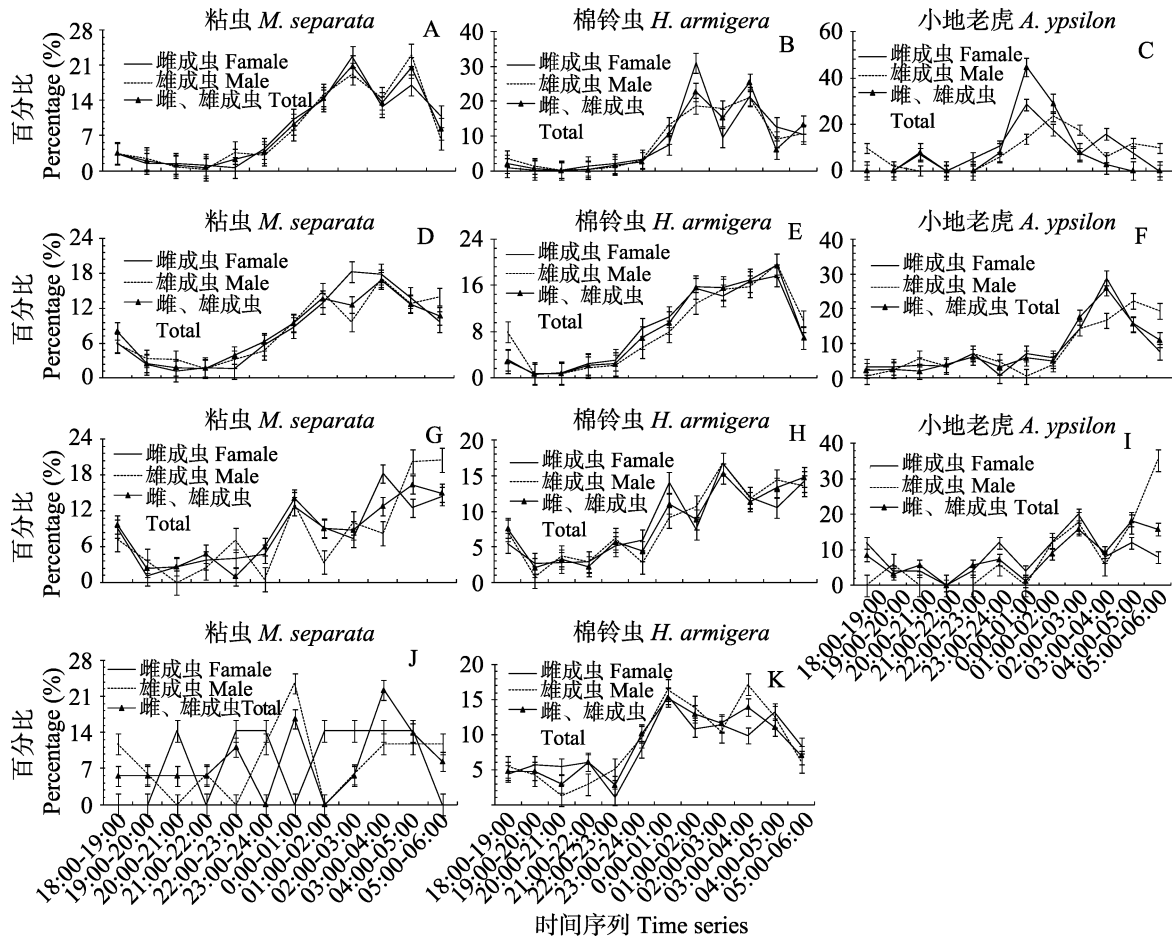 粘虫 M. separata
棉铃虫 H. armigera
小地老虎 A. ypsilon
百分比
Percentage (%)
28
21
14
7
0
雌成虫 Famale
雄成虫 Male
雌、雄成虫 Total
A
40
30
20
10
0
雌成虫 Famale
雄成虫 Male
雌、雄成虫
Total
B
60
40
20
0
雌成虫 Famale
雄成虫 Male
雌、雄成虫
Total
C
粘虫 M. separata
棉铃虫 H. armigera
小地老虎 A. ypsilon
百分比
Percentage (%)
24
18
12
6
0
雌成虫 Famale
雄成虫 Male
雌、雄成虫
Total
D
24
16
8
0
雌成虫 Famale
雄成虫 Male
雌、雄成虫
Total
E
40
30
20
10
0
雌成虫 Famale
雄成虫 Male
雌、雄成虫 Total
F
粘虫 M. separata
棉铃虫 H. armigera
小地老虎 A. ypsilon
百分比
Percentage (%)
24
18
12
6
0
雌成虫 Famale
雄成虫 Male
雌、雄成虫
Total
G
20
15
10
5
0
雌成虫 Famale
雄成虫 Male
雌、雄成虫
Total
H
40
30
20
10
0
雌成虫 Famale
雄成虫 Male
雌、雄成虫 Total
I
18:00-19:00
19:00-20:00
20:00-21:00
21:00-22:00
22:00-23:00
23:00-24:00
0:00-01:00
01:00-02:00
02:00-03:00
03:00-04:00
04:00-05:00
05:00-06:00
粘虫 M. separata
棉铃虫 H. armigera
百分比
Percentage (%)
28
21
14
7
0
雌成虫 Famale
雄成虫 Male
雌、雄成虫Total
J
18:00-19:00
19:00-20:00
20:00-21:00
21:00-22:00
22:00-23:00
23:00-24:00
0:00-01:00
01:00-02:00
02:00-03:00
03:00-04:00
04:00-05:00
05:00-06:00
20
15
10
5
雌成虫 Famale
雄成虫 Male
雌、雄成虫
Total
K
18:00-19:00
19:00-20:00
20:00-21:00
21:00-22:00
22:00-23:00
23:00-24:00
0:00-01:00
01:00-02:00
02:00-03:00
03:00-04:00
04:00-05:00
05:00-06:00
时间序列 Time series